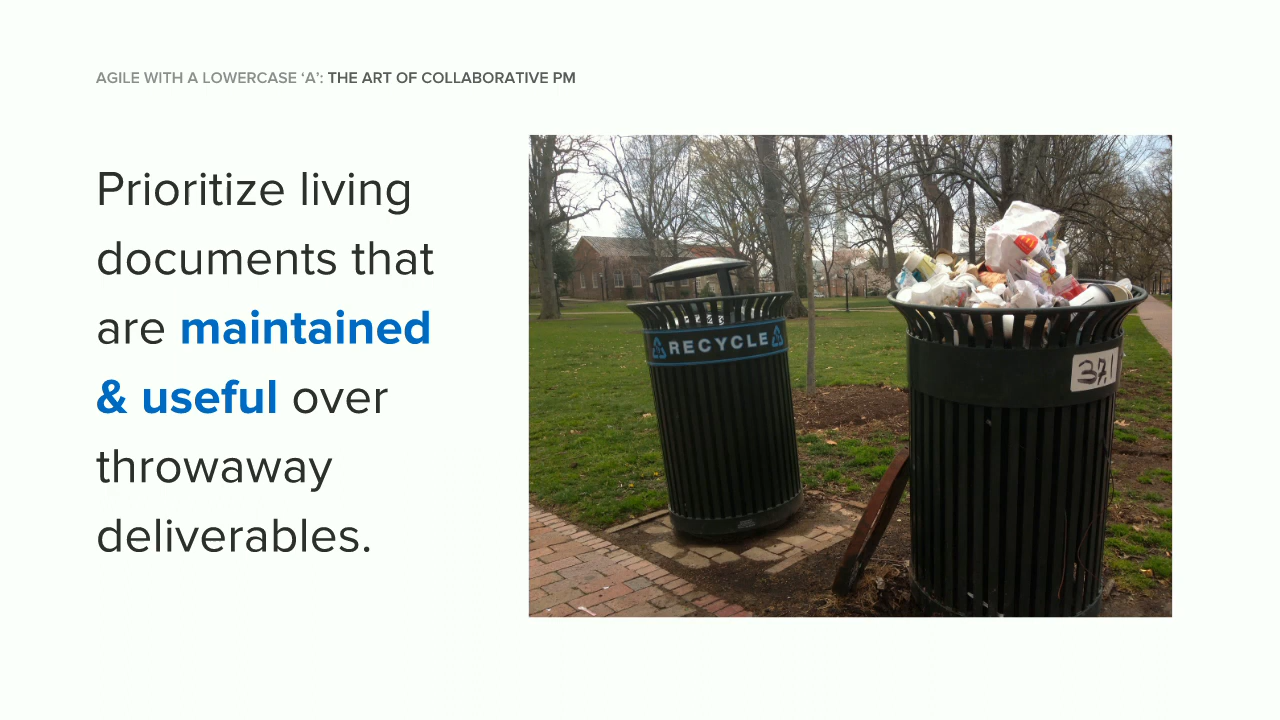 AGILE WITH A LOWERCASE ‘A’: THE ART OF COLLABORATIVE PM
Prioritize living
documents that
are maintained
& useful over
throwaway
deliverables.
RECYCLE
3A1